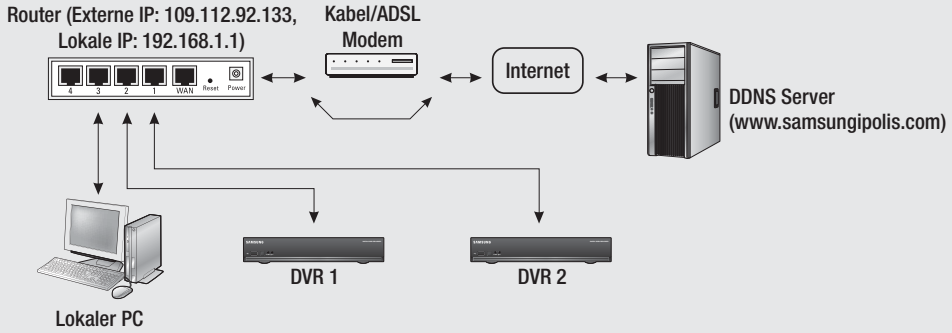 Router (Externe IP: 109.112.92.133,
Lokale IP: 192.168.1.1)
Kabel/ADSL
Modem
Internet
DDNS Server
(www.samsungipolis.com)
4 3 2 1 WAN Reset Power
SAMSUNG
SAMSUNG
DVR 1
DVR 2
Lokaler PC